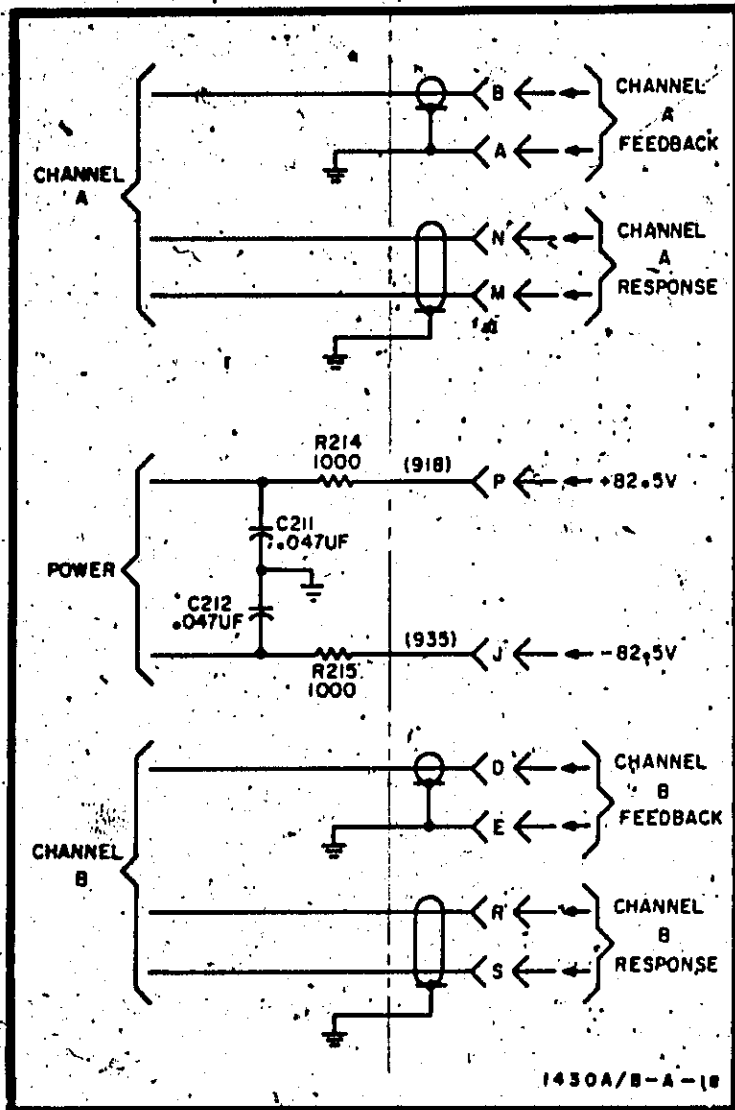 B
CHANNEL
A
FEEDBACK
A
CHANNEL
A
N
CHANNEL
A
RESPONSE
M
R214
1000
(918)
P
+82.5V
C211
.047UF
POWER
C212
.047UF
(935)
J
-82.5V
R215
1000
D
CHANNEL
B
FEEDBACK
E
CHANNEL
B
R
CHANNEL
B
RESPONSE
S